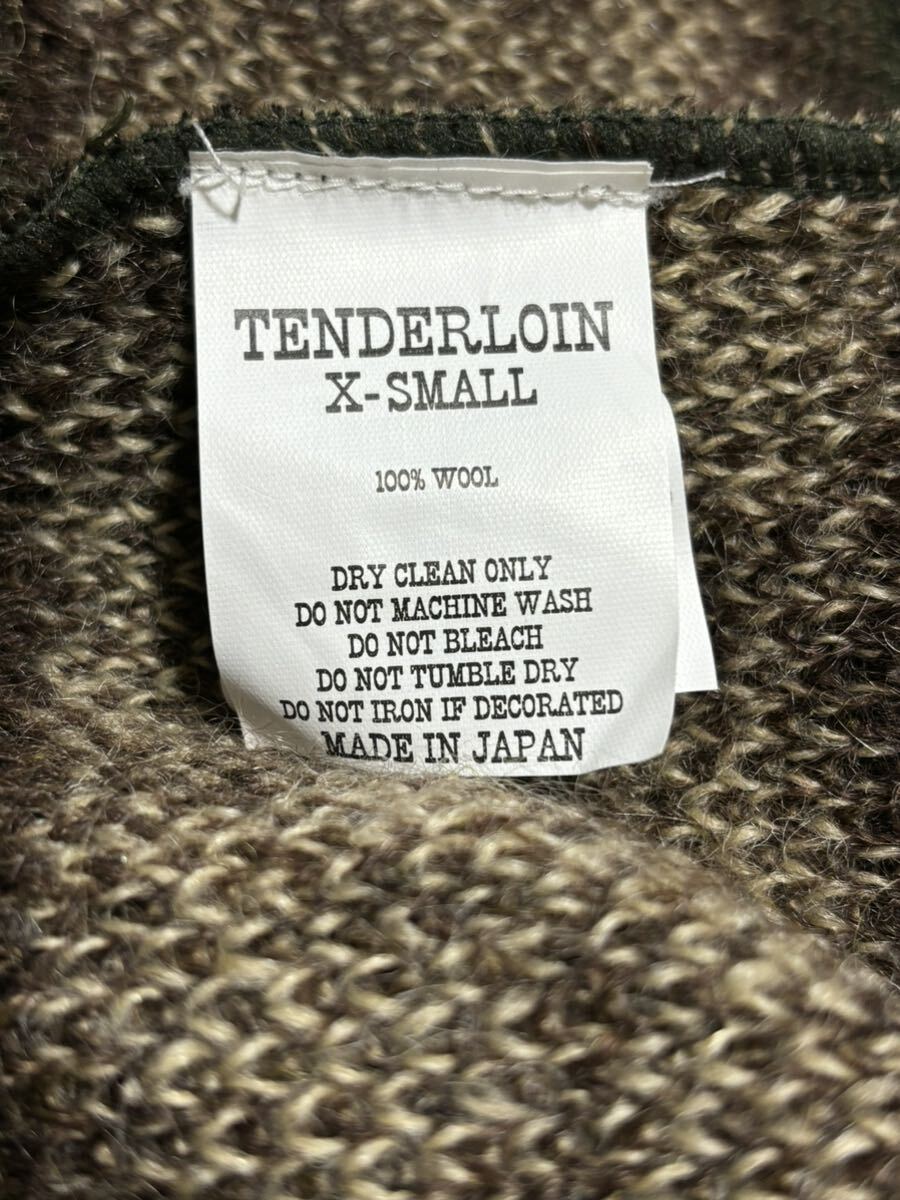 TENDERLOIN
X-SMALL
100% WOOL
DRY CLEAN ONLY
DO NOT MACHINE WASH
DO NOT BLEACH
DO NOT TUMBLE DRY
DO NOT IRON IF DECORATED
MADE IN JAPAN